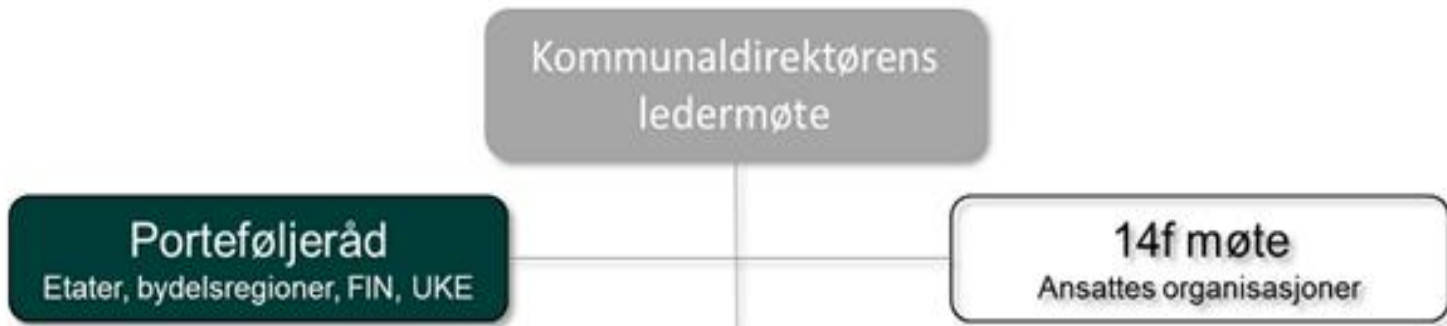 Kommunaldirektørens
ledermøte
Porteføljeråd
Etater, bydelsregioner, FIN, UKE
14f møte
Ansattes organisasjoner